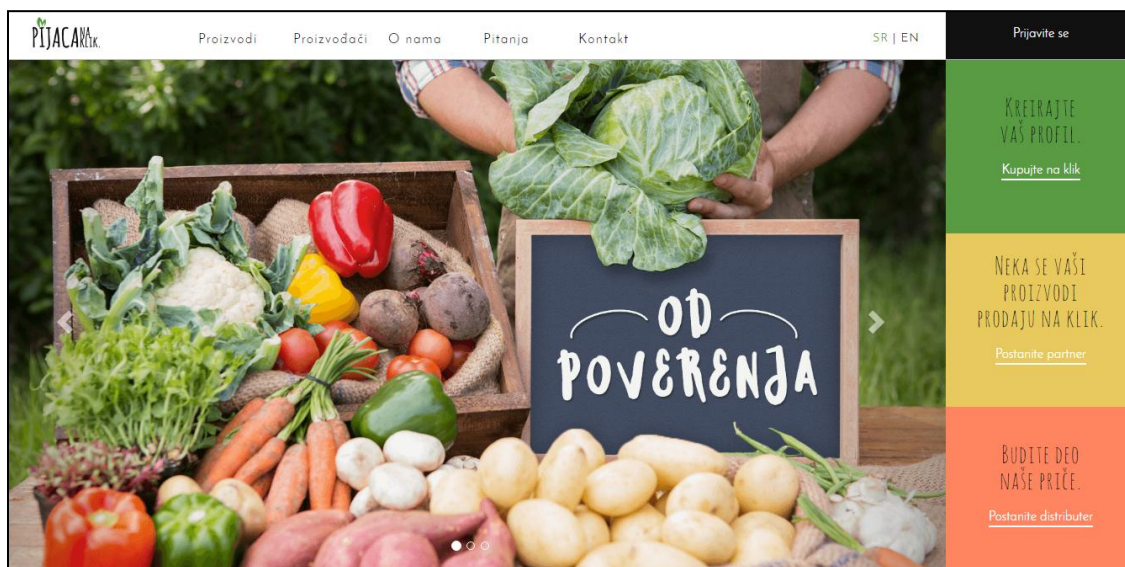 PIJACA NA KLIK.
Proizvodi Proizvođači O nama Pitanja Kontakt SR | EN Prijavite se
OD
POVERENJA
KREIRAJTE
VAŠ PROFIL.
Kupujte na klik
NEKA SE VAŠI
PROIZVODI
PRODAJU NA KLIK.
Postanite partner
BUDITE DEO
NAŠE PRIČE.
Postanite distributer